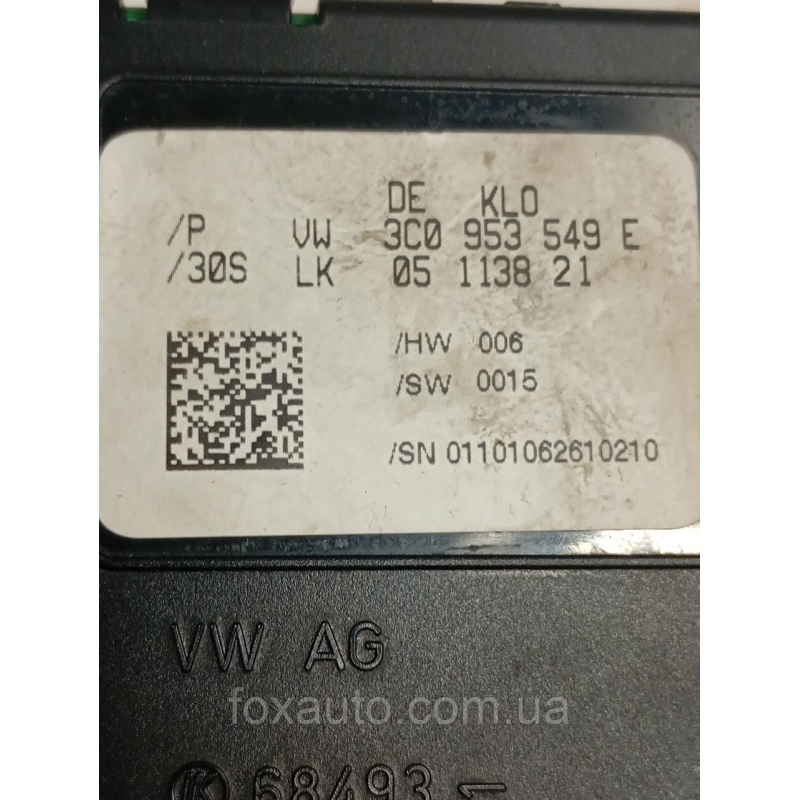 DE KLO
/P VW 3C0 953 549 E
/30S LK 05 1138 21
/HW 006
/SW 0015
/SN 01101062610210
VW AG
foxauto.com.ua
68493